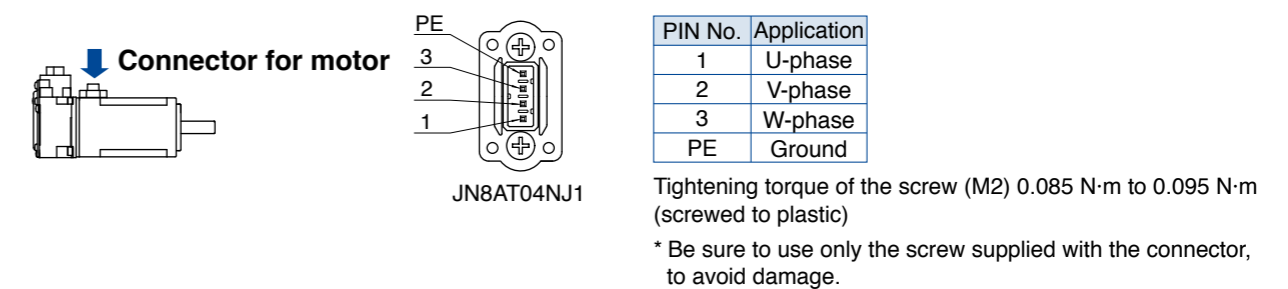 Connector for motor
PE
3
2
1
JN8AT04NJ1
PIN No. Application
1 U-phase
2 V-phase
3 W-phase
PE Ground
Tightening torque of the screw (M2) 0.085 N·m to 0.095 N·m
(screwed to plastic)
* Be sure to use only the screw supplied with the connector,
to avoid damage.